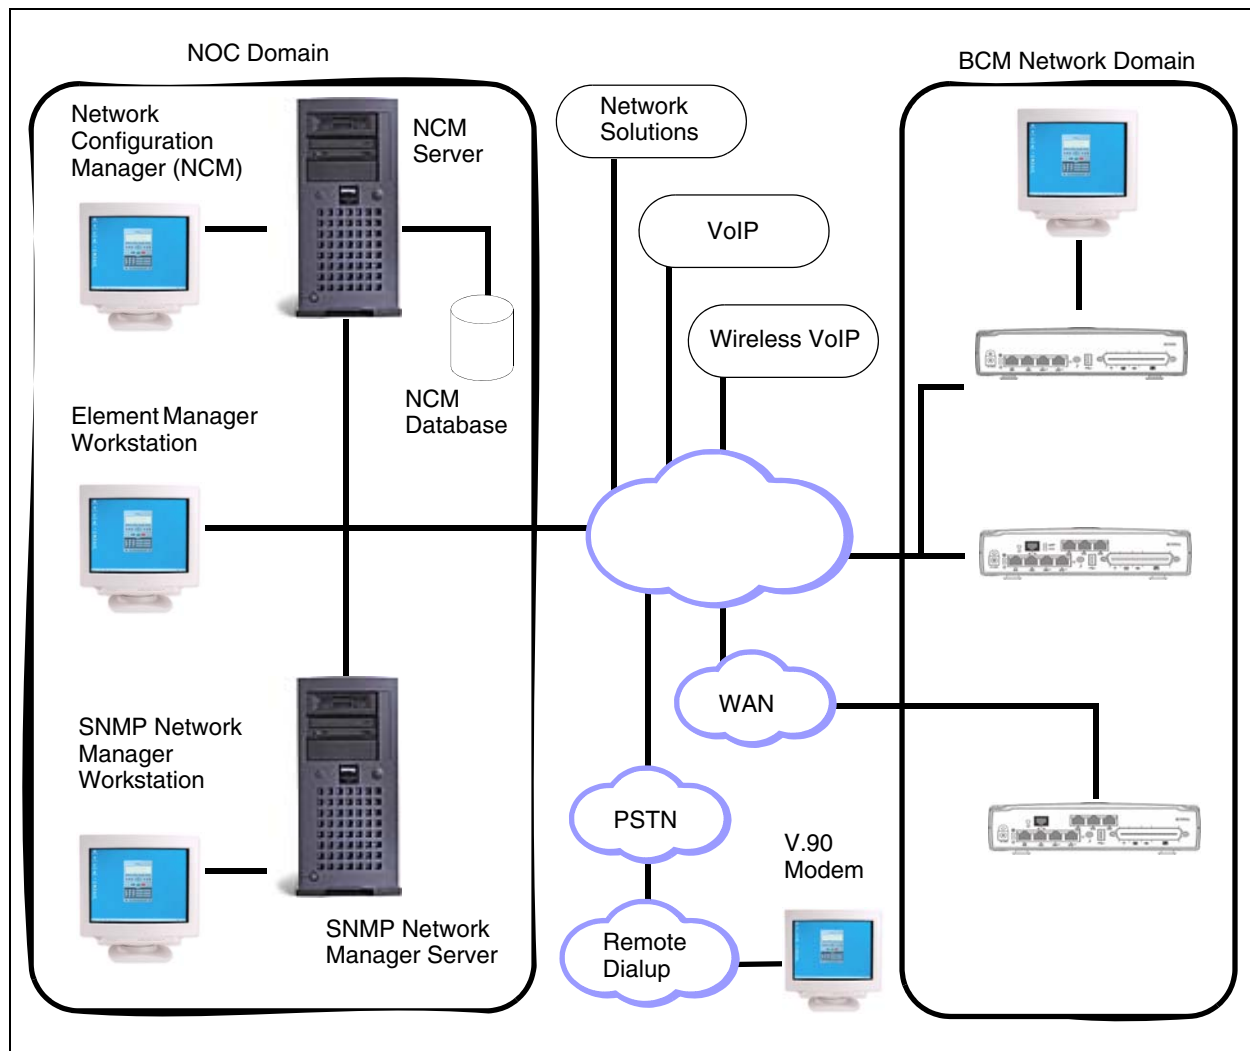 NOC Domain
BCM Network Domain
Network
Configuration
Manager (NCM)
NCM
Server
NCM
Database
Element Manager
Workstation
SNMP Network
Manager
Workstation
SNMP Network
Manager Server
Network
Solutions
VoIP
Wireless VoIP
WAN
PSTN
Remote
Dialup
V.90
Modem